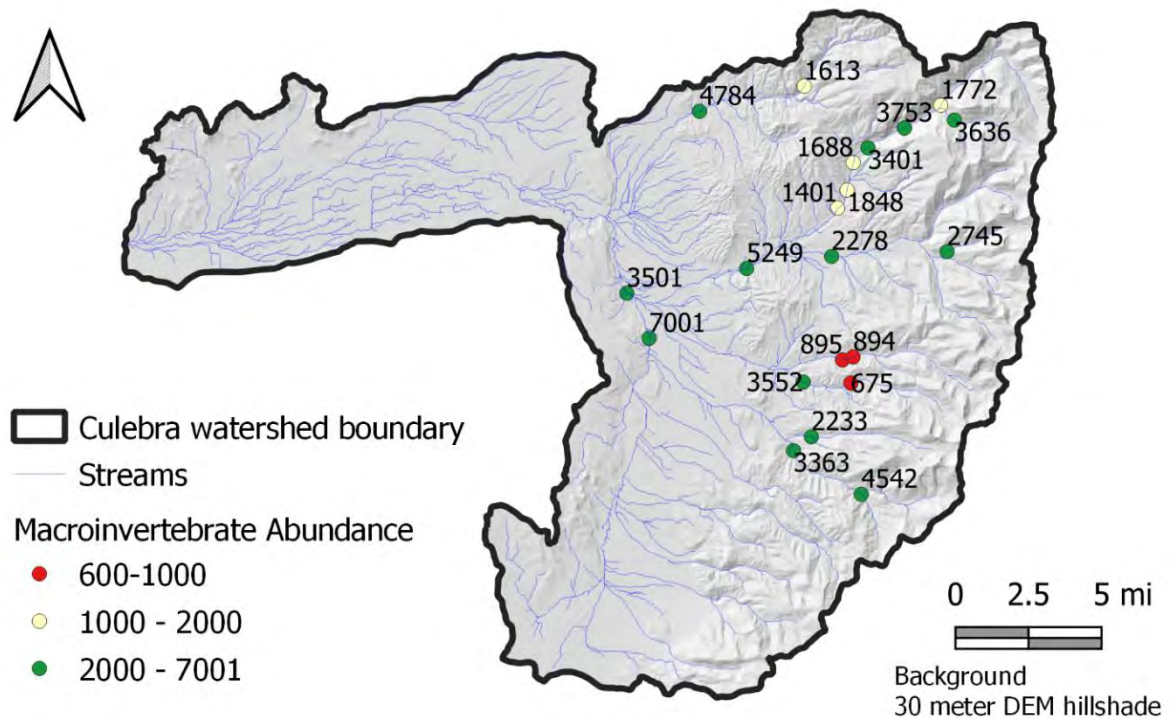 1613
4784
1772
3753
3636
1688
3401
1401
1848
2278
2745
5249
3501
7001
895
894
3552
675
2233
3363
4542
Culebra watershed boundary
Streams
Macroinvertebrate Abundance
600-1000
1000 - 2000
2000 - 7001
0 2.5 5 mi
Background
30 meter DEM hillshade